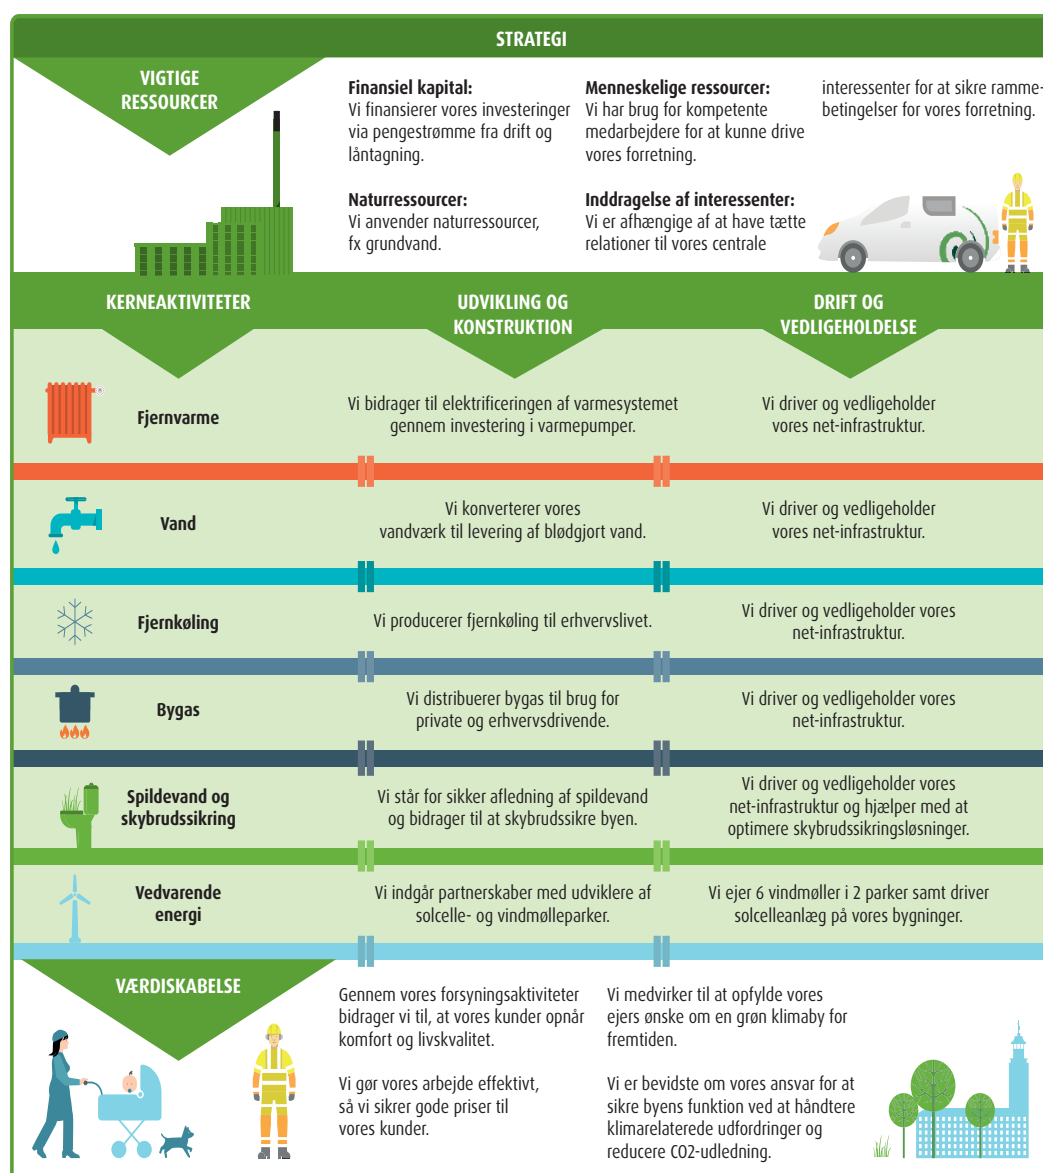 STRATEGI
VIGTIGE
RESSOURCER
Finansiel kapital:
Vi finansierer vores investeringer
via pengestrømme fra drift og
låntagning.
Naturressourcer:
Vi anvender naturressourcer,
fx grundvand.
Menneskelige ressourcer:
Vi har brug for kompetente
medarbejdere for at kunne drive
vores forretning.
Inddragelse af interessenter:
Vi er afhængige af at have tætte
relationer til vores centrale
interessenter for at sikre ramme-
betingelser for vores forretning.
KERNEAKTIVITETER
UDVIKLING OG
KONSTRUKTION
DRIFT OG
VEDLIGEHOLDELSE
Fjernvarme
Vi bidrager til elektrificeringen af varmesystemet
gennem investering i varmepumper.
Vi driver og vedligeholder
vores net-infrastruktur.
Vand
Vi konverterer vores
vandværk til levering af blødgjort vand.
Vi driver og vedligeholder
vores net-infrastruktur.
Fjernkøling
Vi producerer fjernkøling til erhvervslivet.
Vi driver og vedligeholder vores
net-infrastruktur.
Bygas
Vi distribuerer bygas til brug for
private og erhvervsdrivende.
Vi driver og vedligeholder vores
net-infrastruktur.
Spildevand og
skybrudssikring
Vi står for sikker afledning af spildevand
og bidrager til at skybrudssikre byen.
Vi driver og vedligeholder vores
net-infrastruktur og hjælper med at
optimere skybrudssikringsløsninger.
Vedvarende
energi
Vi indgår partnerskaber med udviklere af
solcelle- og vindmølleparker.
Vi ejer 6 vindmøller i 2 parker samt driver
solcelleanlæg på vores bygninger.
VÆRDISKABELSE
Gennem vores forsyningsaktiviteter
bidrager vi til, at vores kunder opnår
komfort og livskvalitet.
Vi gør vores arbejde effektivt,
så vi sikrer gode priser til
vores kunder.
Vi medvirker til at opfylde vores
ejers ønske om en grøn klimaby for
fremtiden.
Vi er bevidste om vores ansvar for at
sikre byens funktion ved at håndtere
klimarelaterede udfordringer og
reducere CO2-udledning.